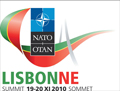 NATO
OTAN
LISBONNE
SUMMIT 19-20 XI 2010 SOMMET